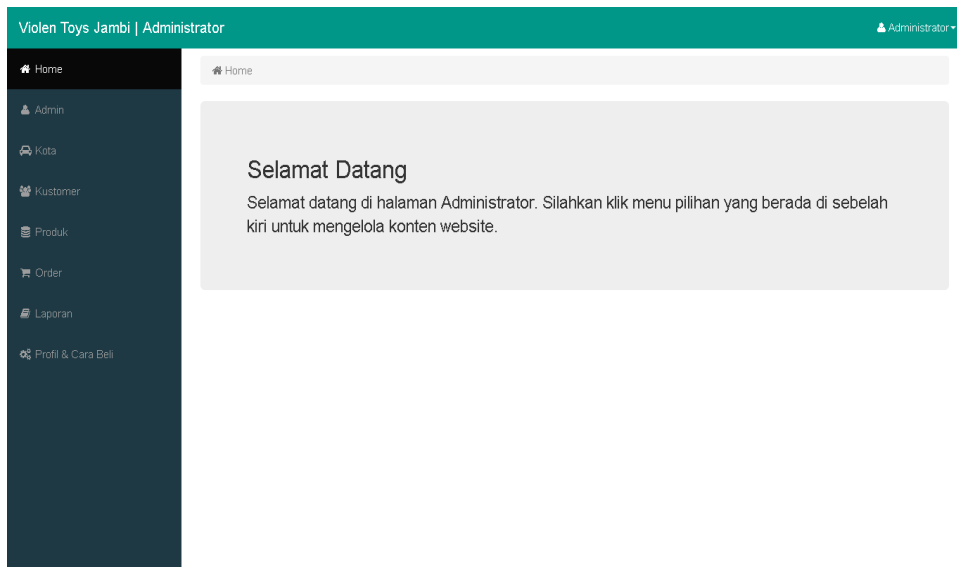 Violen Toys Jambi | Administrator
Administrator
Home
Admin
Kota
Kustomer
Produk
Order
Laporan
Profil & Cara Beli
Home
Selamat Datang
Selamat datang di halaman Administrator. Silahkan klik menu pilihan yang berada di sebelah
kiri untuk mengelola konten website.